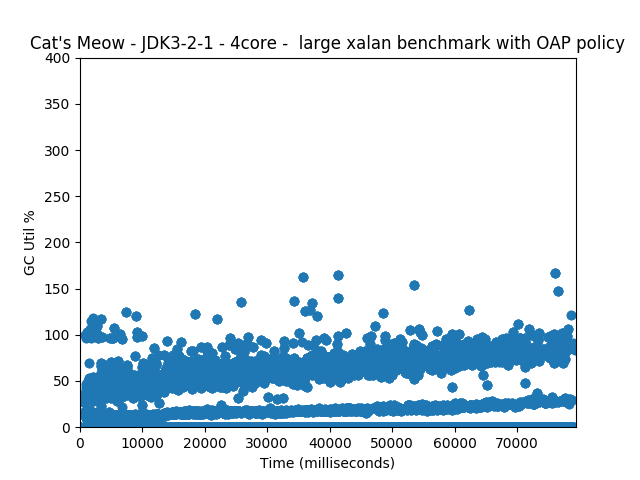 Cat's Meow - JDK3-2-1 - 4core -  large xalan benchmark with OAP policy
400
350
300
250
200
150
100
50
0
GC Util %
0 10000 20000 30000 40000 50000 60000 70000
Time (milliseconds)